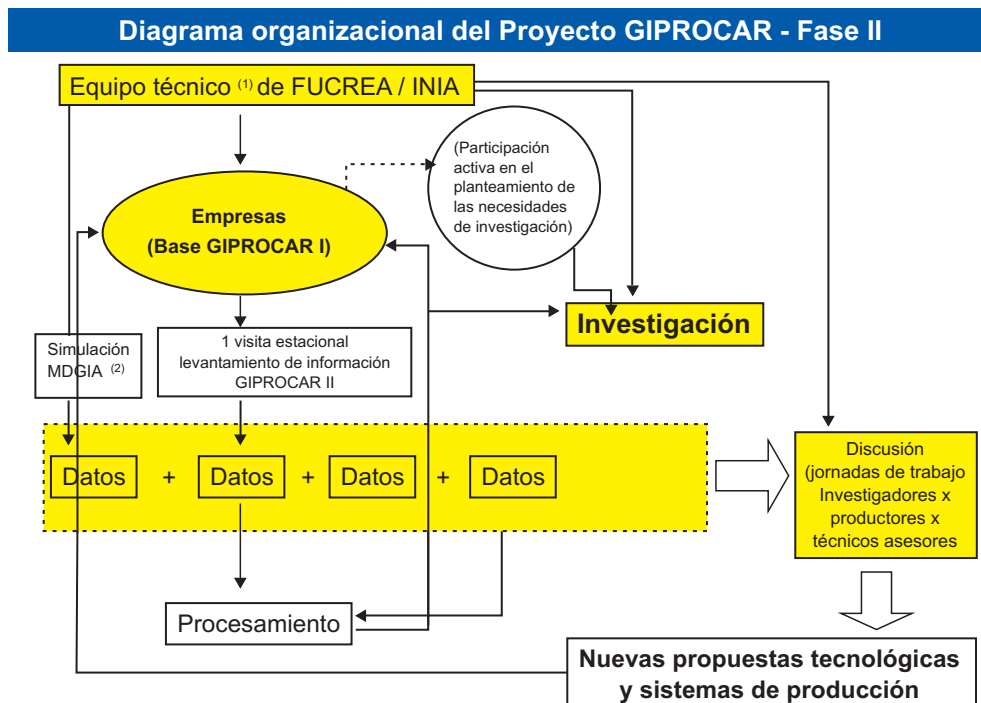 Diagrama organizacional del Proyecto GIPROCAR - Fase II
Equipo técnico (1) de FUCREA / INIA
(Participación
activa en el
planteamiento de
las necesidades
de investigación)
Empresas
(Base GIPROCAR I)
Investigación
Simulación
MDGIA (2)
1 visita estacional
levantamiento de información
GIPROCAR II
Datos + Datos + Datos + Datos
Discusión
(jornadas de trabajo
Investigadores x
productores x
técnicos asesores
Procesamiento
Nuevas propuestas tecnológicas
y sistemas de producción